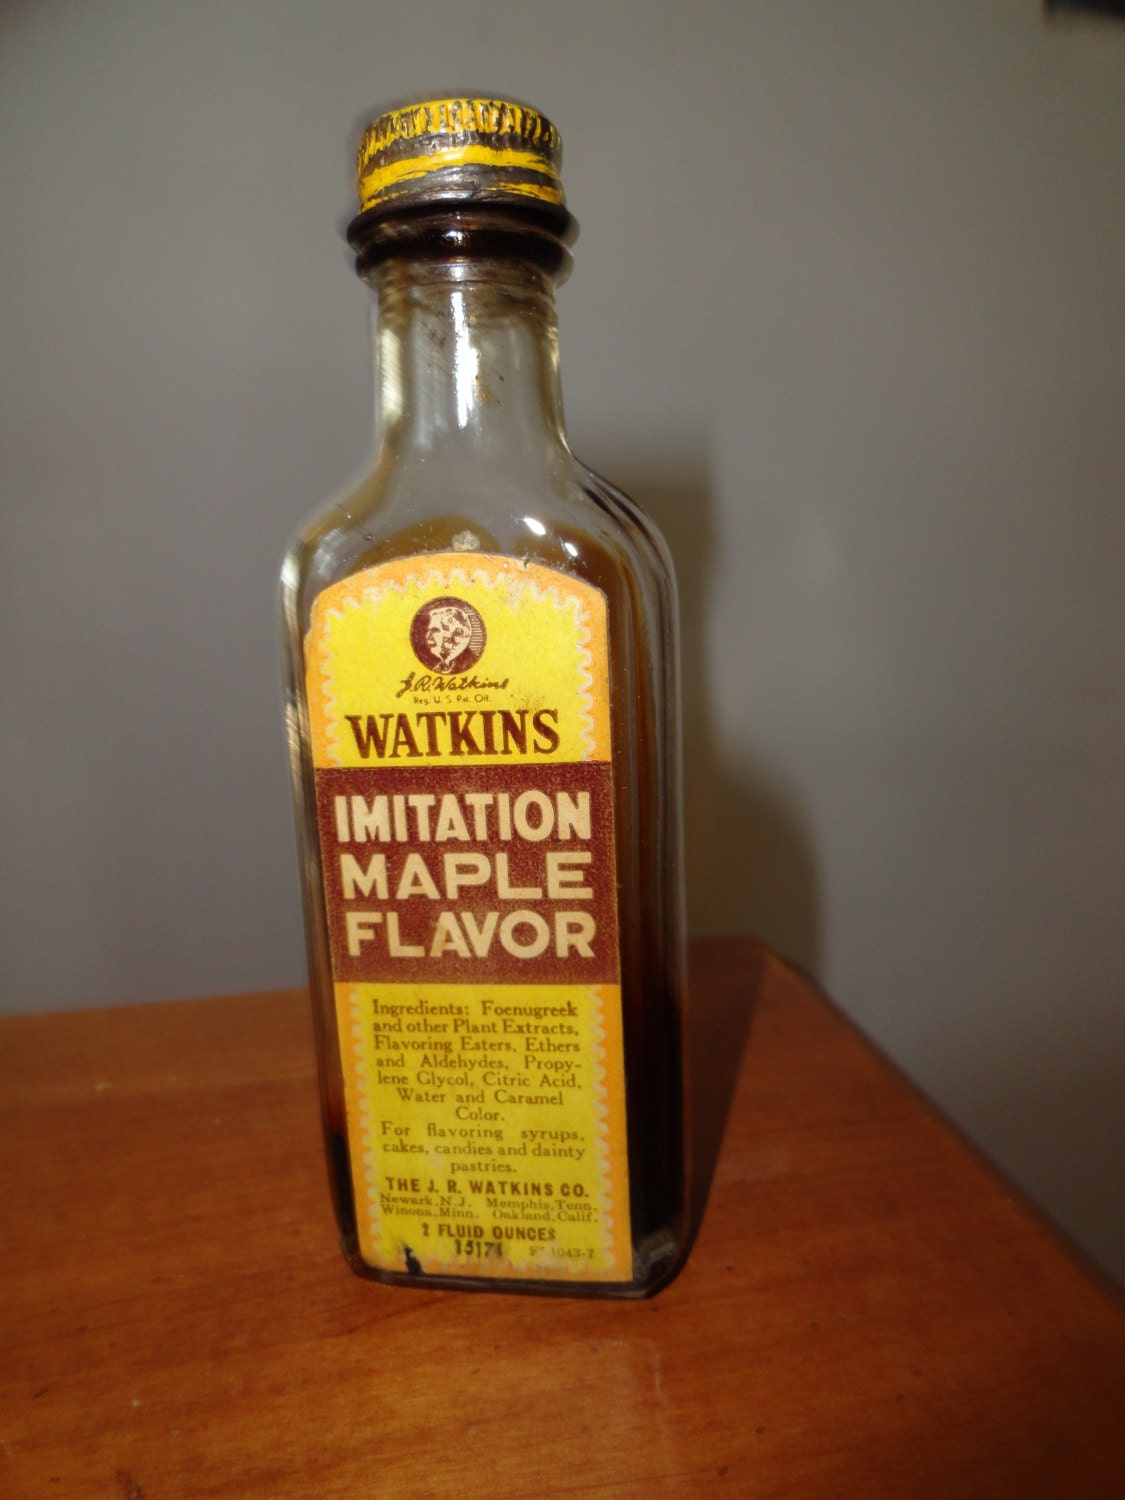 J.R. Watkins
Reg. U. S. Pat. Off.
WATKINS
IMITATION
MAPLE
FLAVOR
Ingredients: Foenugreek
and other Plant Extracts,
Flavoring Esters, Ethers
and Aldehydes, Propy-
lene Glycol, Citric Acid,
Water and Caramel
Color.
For flavoring syrups,
cakes, candies and dainty
pastries.
THE J. R. WATKINS CO.
Newark, N.J. Memphis, Tenn.
Winona, Minn. Oakland, Calif.
2 FLUID OUNCES
15171